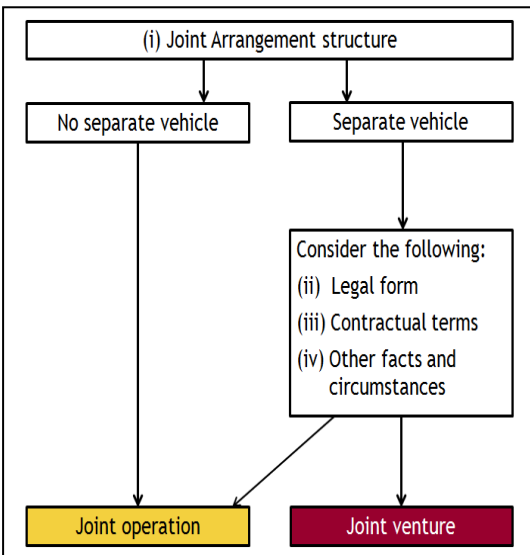 (i) Joint Arrangement structure
No separate vehicle
Separate vehicle
Consider the following:
(ii) Legal form
(iii) Contractual terms
(iv) Other facts and
circumstances
Joint operation
Joint venture